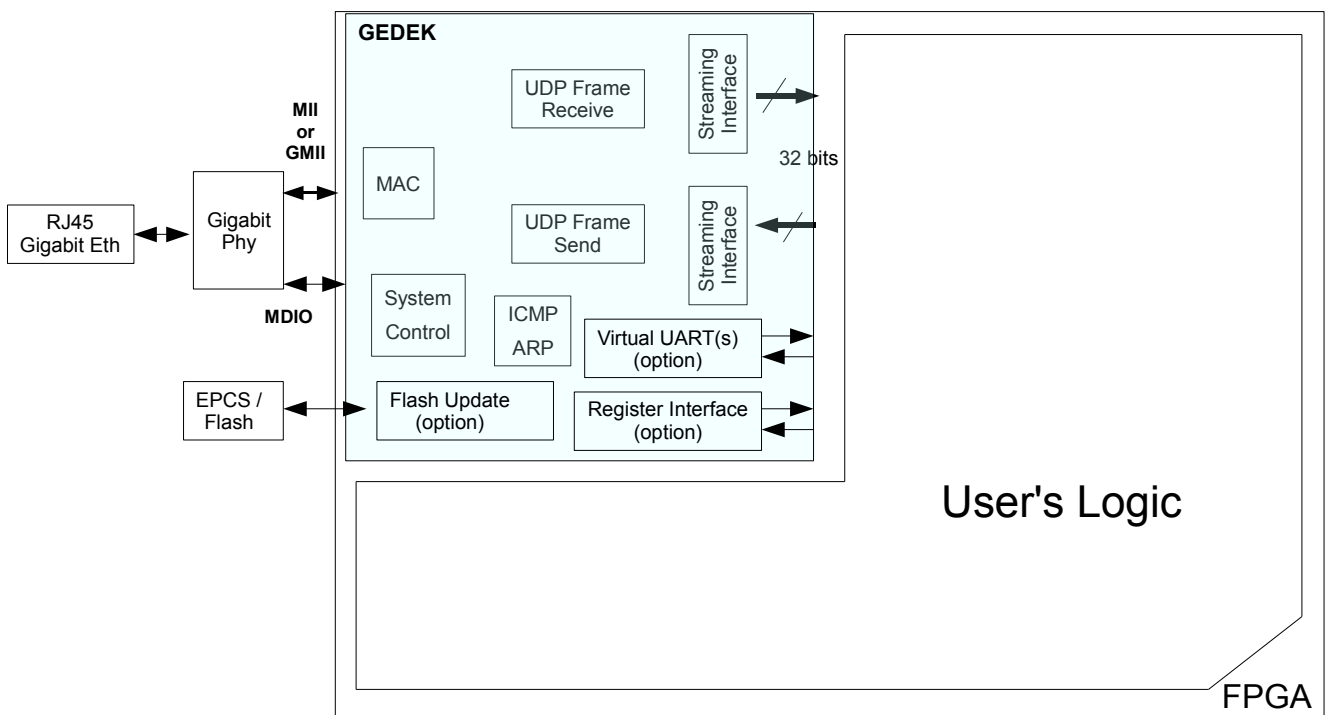 GEDEK
UDP Frame
Receive
Streaming
Interface
MII
or
GMII
32 bits
MAC
RJ45
Gigabit Eth
Gigabit
Phy
UDP Frame
Send
Streaming
Interface
MDIO
System
Control
ICMP
ARP
Virtual UART(s)
(option)
EPCS /
Flash
Flash Update
(option)
Register Interface
(option)
User's Logic
FPGA